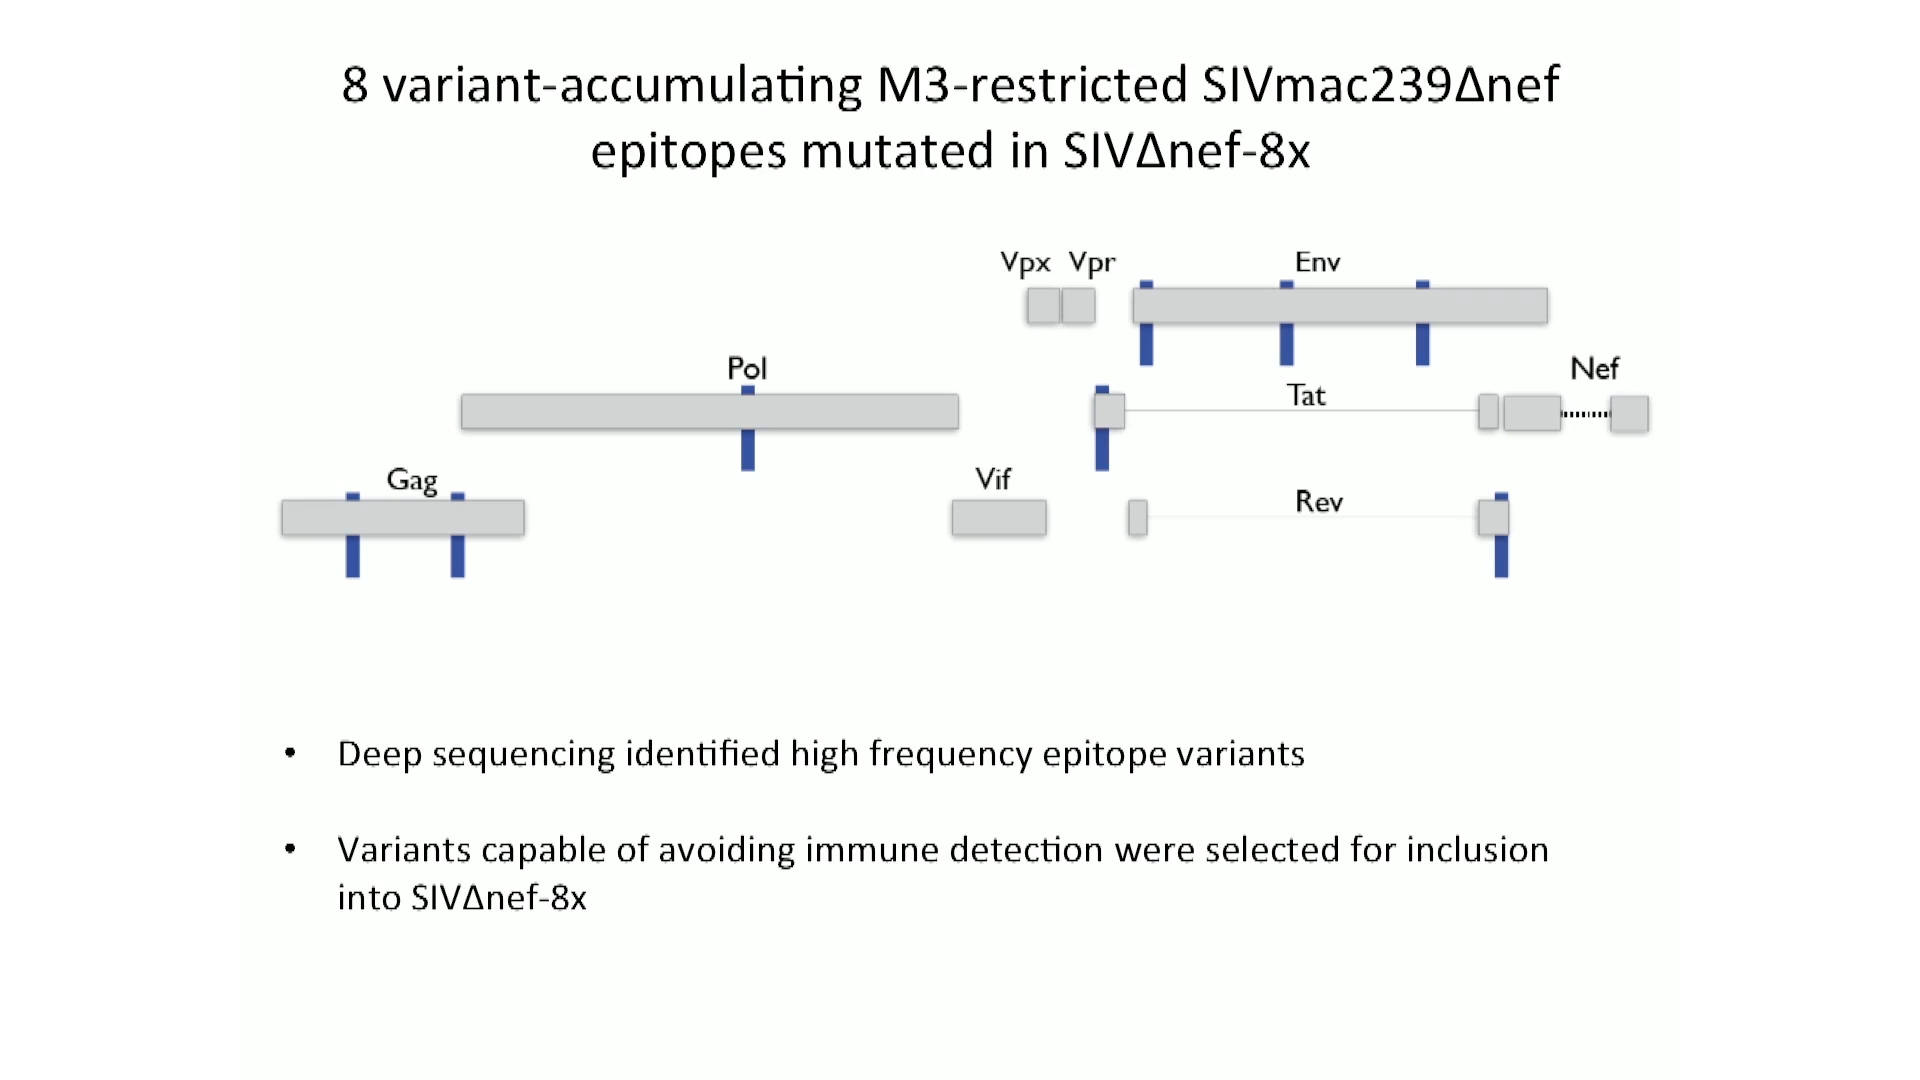 8 variant-accumulating M3-restricted SIVmac239Δnef
epitopes mutated in SIVΔnef-8x
Vpx Vpr Env
Pol Tat Nef
Gag Vif Rev
• Deep sequencing identified high frequency epitope variants
• Variants capable of avoiding immune detection were selected for inclusion
into SIVΔnef-8x